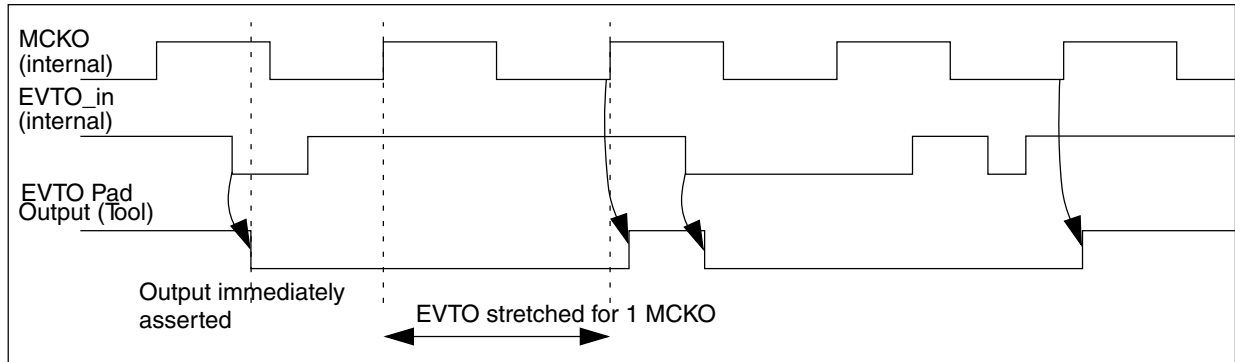 MCKO
(internal)
EVTO_in
(internal)
EVTO Pad
Output (Tool)
Output immediately
asserted
EVTO stretched for 1 MCKO